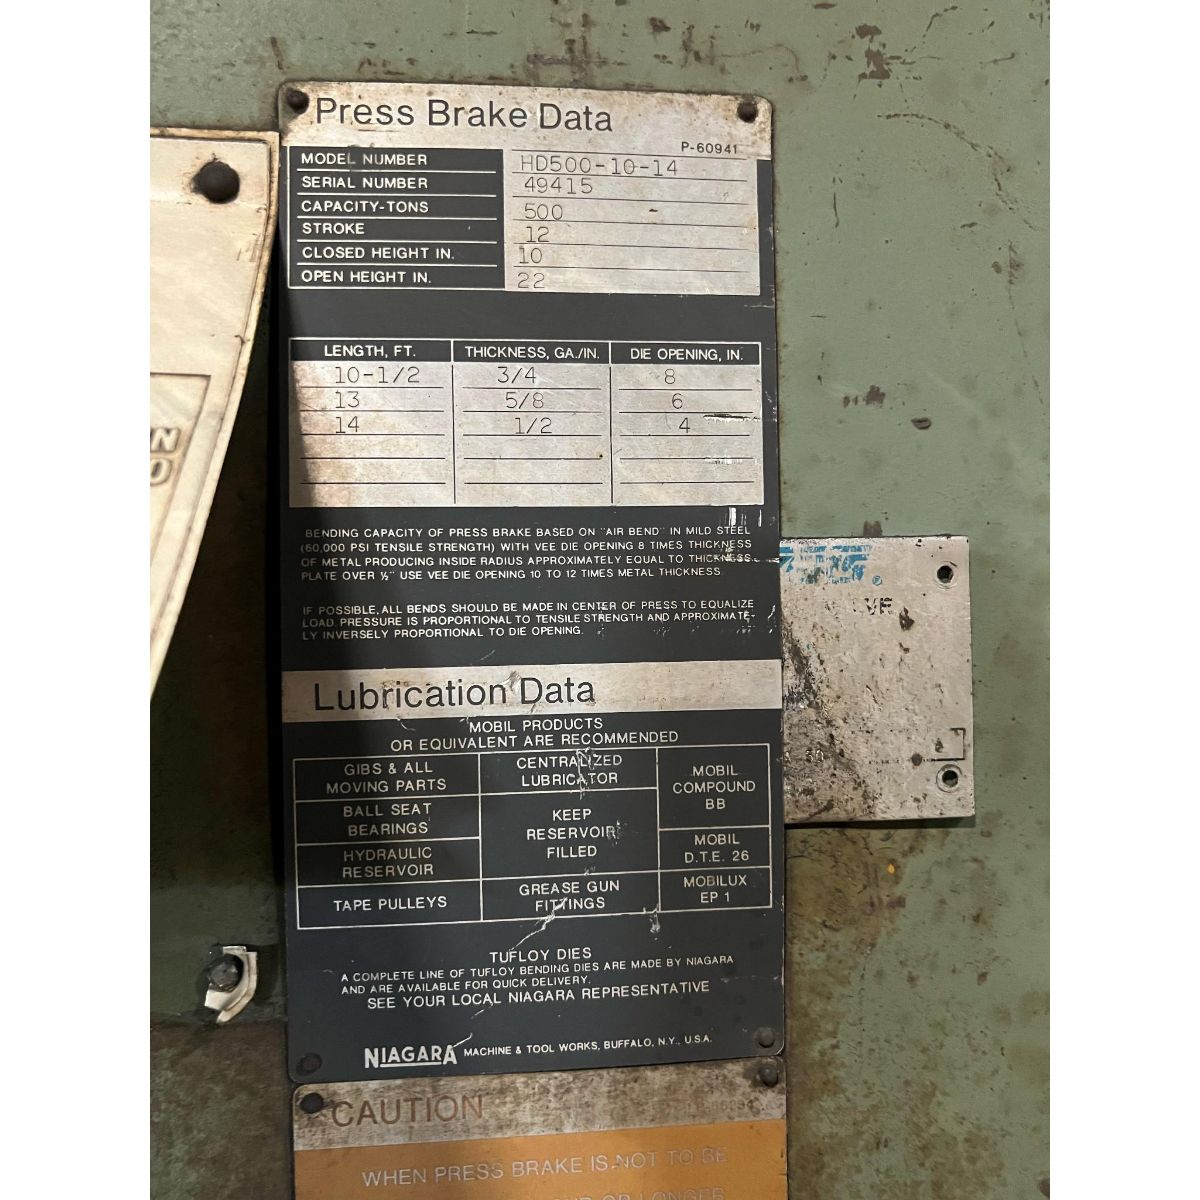 Press Brake Data
P-60941
MODEL NUMBER HD500-10-14
SERIAL NUMBER 49415
CAPACITY-TONS 500
STROKE 12
CLOSED HEIGHT IN. 10
OPEN HEIGHT IN. 22
LENGTH, FT. THICKNESS, GA./IN. DIE OPENING, IN.
10-1/2 3/4 8
13 5/8 6
14 1/2 4
BENDING CAPACITY OF PRESS BRAKE BASED ON "AIR BEND" IN MILD STEEL
(60,000 PSI TENSILE STRENGTH) WITH VEE DIE OPENING 8 TIMES THICKNESS
OF METAL PRODUCING INSIDE RADIUS APPROXIMATELY EQUAL TO THICKNESS.
PLATE OVER ½" USE VEE DIE OPENING 10 TO 12 TIMES METAL THICKNESS.
IF POSSIBLE, ALL BENDS SHOULD BE MADE IN CENTER OF PRESS TO EQUALIZE
LOAD. PRESSURE IS PROPORTIONAL TO TENSILE STRENGTH AND APPROXIMATE-
LY INVERSELY PROPORTIONAL TO DIE OPENING.
Lubrication Data
MOBIL PRODUCTS
OR EQUIVALENT ARE RECOMMENDED
GIBS & ALL
MOVING PARTS
CENTRALIZED
LUBRICATOR
MOBIL
COMPOUND
BB
BALL SEAT
BEARINGS
KEEP
RESERVOIR
FILLED
HYDRAULIC
RESERVOIR
MOBIL
D.T.E. 26
TAPE PULLEYS
GREASE GUN
FITTINGS
MOBILUX
EP 1
TUFLOY DIES
A COMPLETE LINE OF TUFLOY BENDING DIES ARE MADE BY NIAGARA
AND ARE AVAILABLE FOR QUICK DELIVERY.
SEE YOUR LOCAL NIAGARA REPRESENTATIVE
NIAGARA MACHINE & TOOL WORKS, BUFFALO, N.Y., U.S.A.
CAUTION
WHEN PRESS BRAKE IS NOT TO BE
OR LONGER